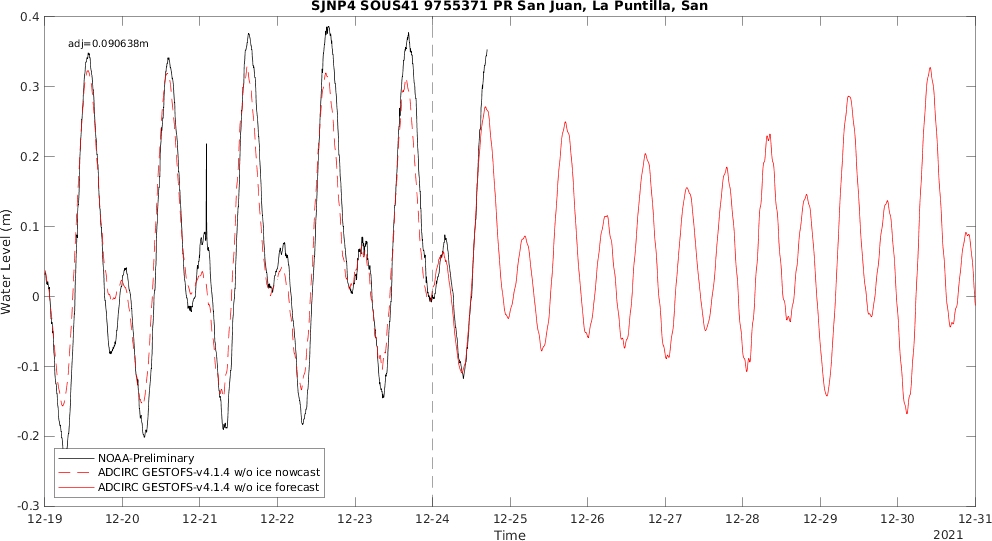 SJNP4 SOUS41 9755371 PR San Juan, La Puntilla, San
adj=0.090638m
0.4
0.3
0.2
0.1
0
-0.1
-0.2
-0.3
Water Level (m)
NOAA-Preliminary
ADCIRC GESTOFS-v4.1.4 w/o ice nowcast
ADCIRC GESTOFS-v4.1.4 w/o ice forecast
12-19 12-20 12-21 12-22 12-23 12-24 12-25 12-26 12-27 12-28 12-29 12-30 12-31
Time
2021